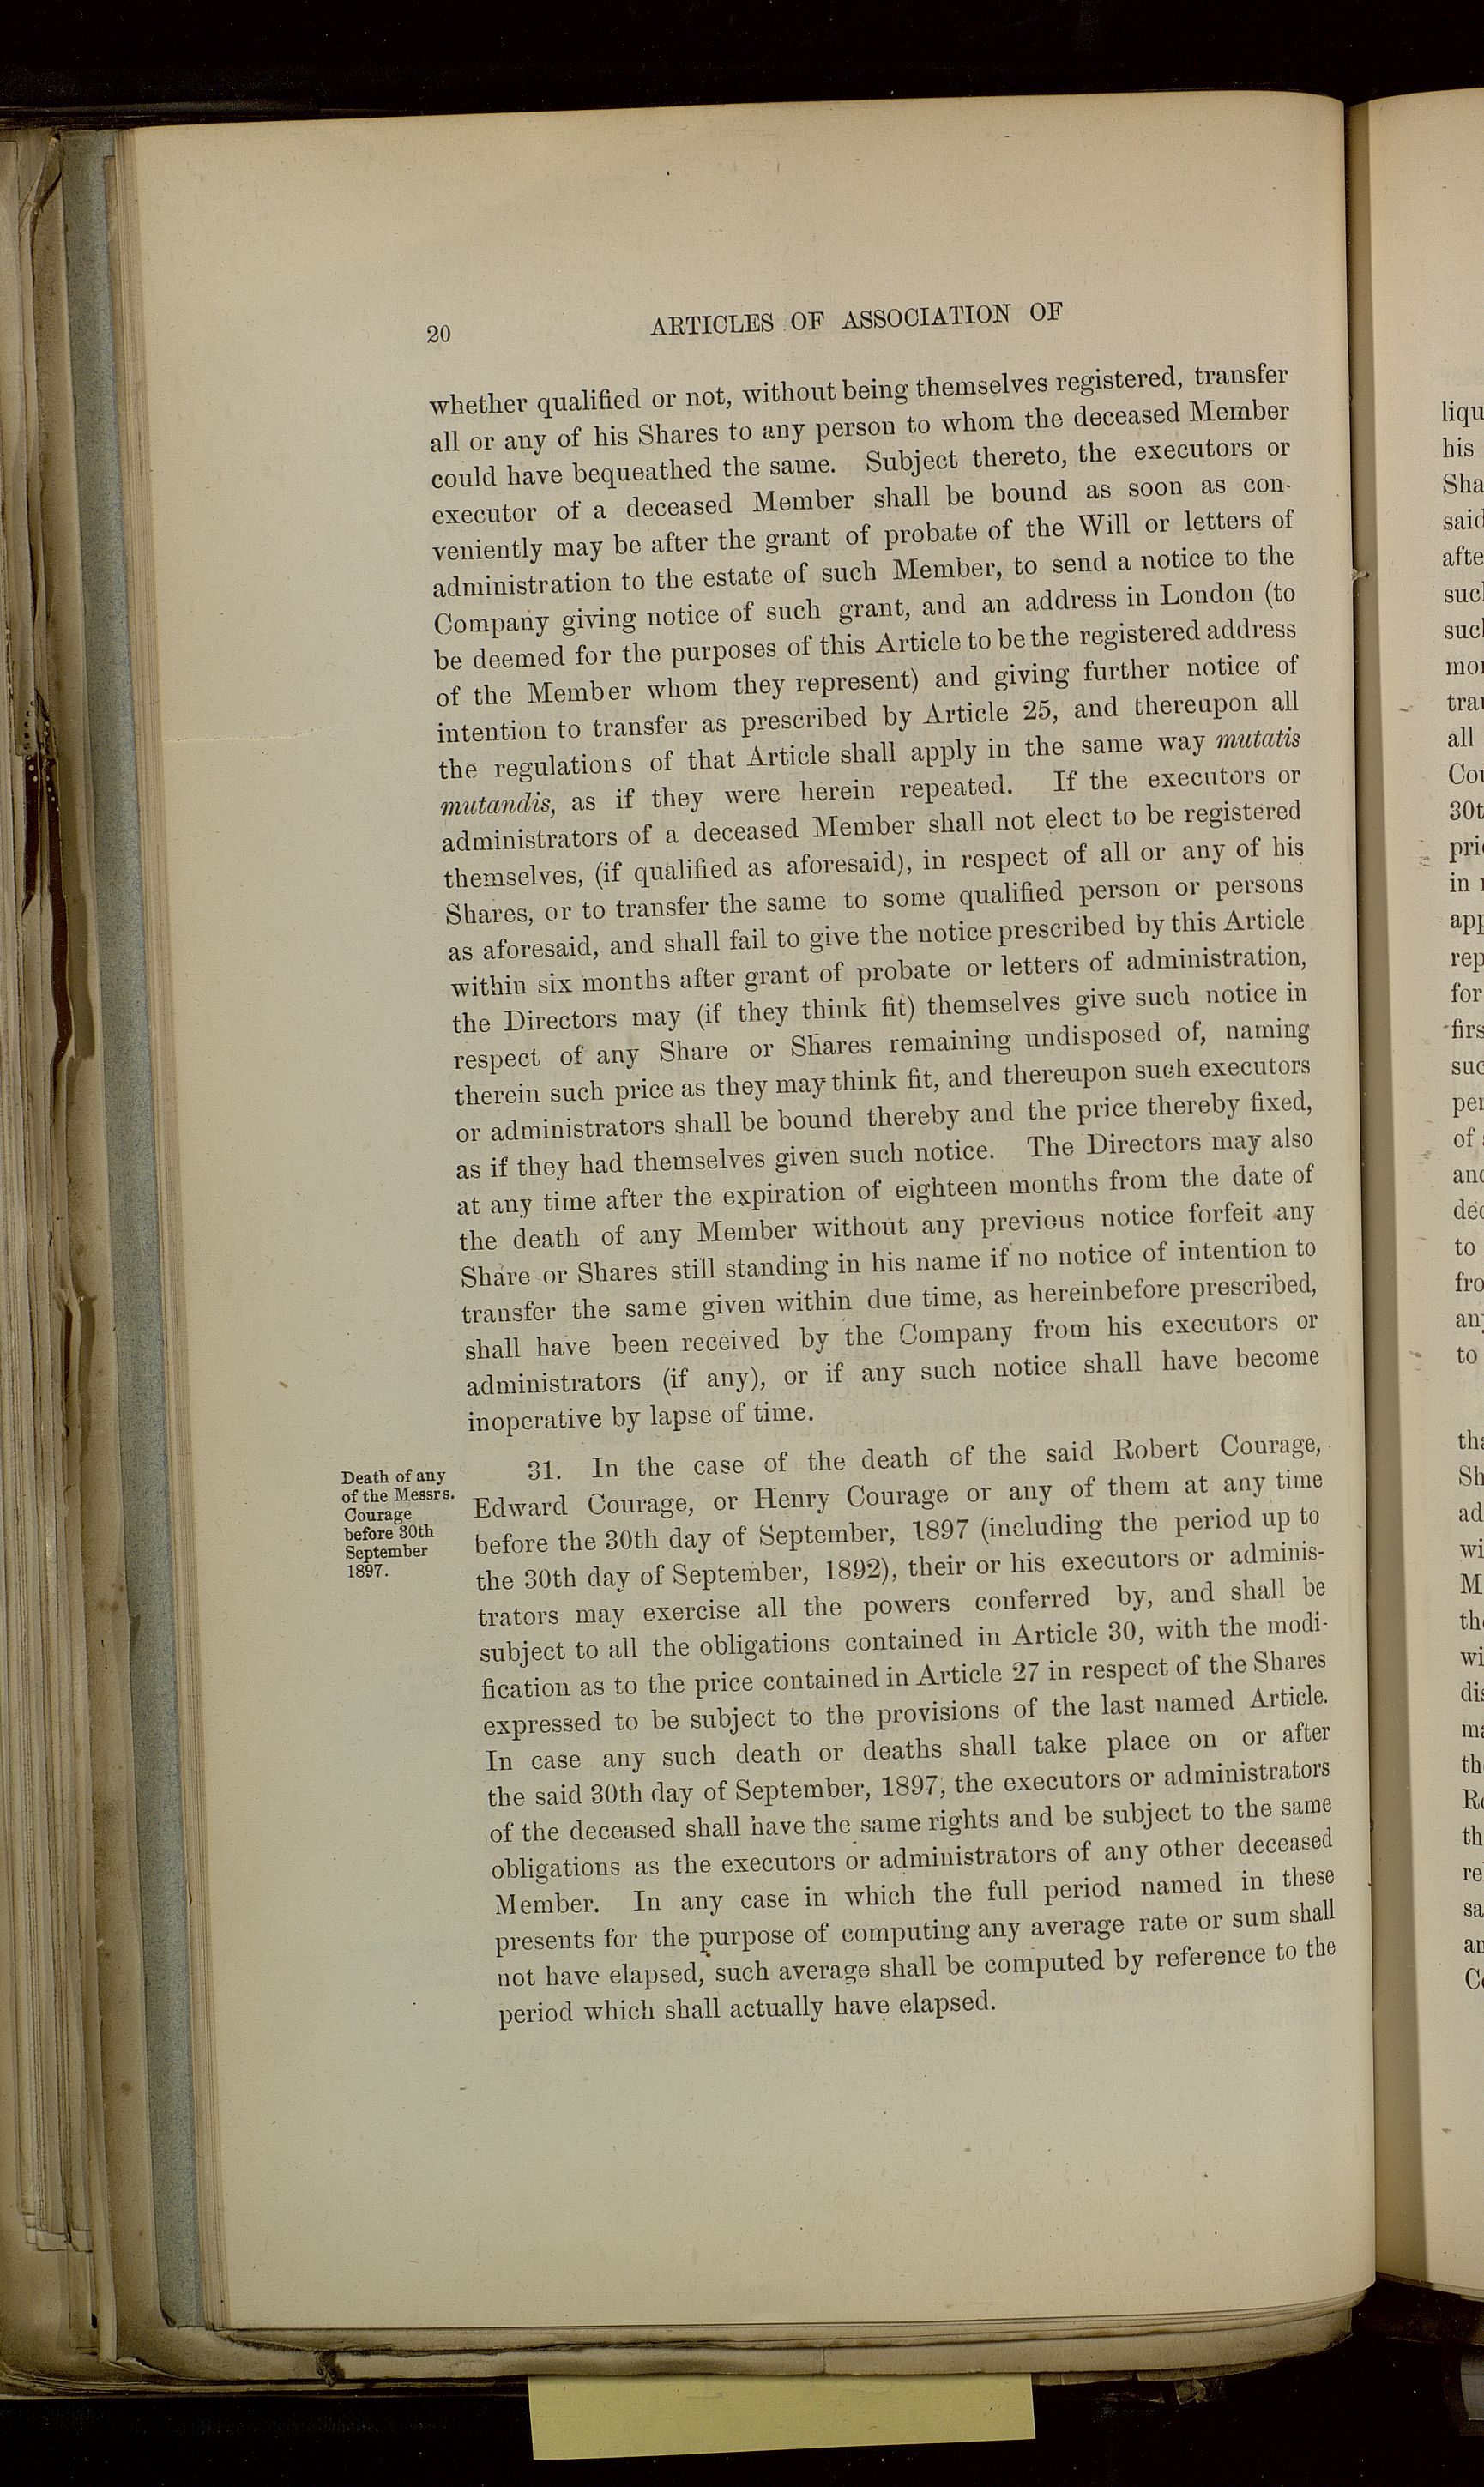 20
ARTICLES OF ASSOCIATION OF
whether qualified or not, without being themselves registered, transfer
all or any of his Shares to any person to whom the deceased Member
could have bequeathed the same. Subject thereto, the executors or
executor of a deceased Member shall be bound as soon as con-
veniently may be after the grant of probate of the Will or letters of
administration to the estate of such Member, to send a notice to the
Company giving notice of such grant, and an address in London (to
be deemed for the purposes of this Article to be the registered address
of the Member whom they represent) and giving further notice of
intention to transfer as prescribed by Article 25, and thereupon all
the regulations of that Article shall apply in the same way mutatis
mutandis, as if they were herein repeated. If the executors or
administrators of a deceased Member shall not elect to be registered
themselves, (if qualified as aforesaid), in respect of all or any of his
Shares, or to transfer the same to some qualified person or persons
as aforesaid, and shall fail to give the notice prescribed by this Article
within six months after grant of probate or letters of administration,
the Directors may (if they think fit) themselves give such notice in
respect of any Share or Shares remaining undisposed of, naming
therein such price as they may think fit, and thereupon such executors
or administrators shall be bound thereby and the price thereby fixed,
as if they had themselves given such notice. The Directors may also
at any time after the expiration of eighteen months from the date of
the death of any Member without any previous notice forfeit any
Share or Shares still standing in his name if no notice of intention to
transfer the same given within due time, as hereinbefore prescribed,
shall have been received by the Company from his executors or
administrators (if any), or if any such notice shall have become
inoperative by lapse of time.
Death of any
of the Messrs.
Courage
before 30th
September
1897.
31. In the case of the death of the said Robert Courage,
Edward Courage, or Henry Courage or any of them at any time
before the 30th day of September, 1897 (including the period up to
the 30th day of September, 1892), their or his executors or adminis-
trators may exercise all the powers conferred by, and shall be
subject to all the obligations contained in Article 30, with the modi-
fication as to the price contained in Article 27 in respect of the Shares
expressed to be subject to the provisions of the last named Article.
In case any such death or deaths shall take place on or after
the said 30th day of September, 1897, the executors or administrators
of the deceased shall have the same rights and be subject to the same
obligations as the executors or administrators of any other deceased
Member. In any case in which the full period named in these
presents for the purpose of computing any average rate or sum shall
not have elapsed, such average shall be computed by reference to the
period which shall actually have elapsed.